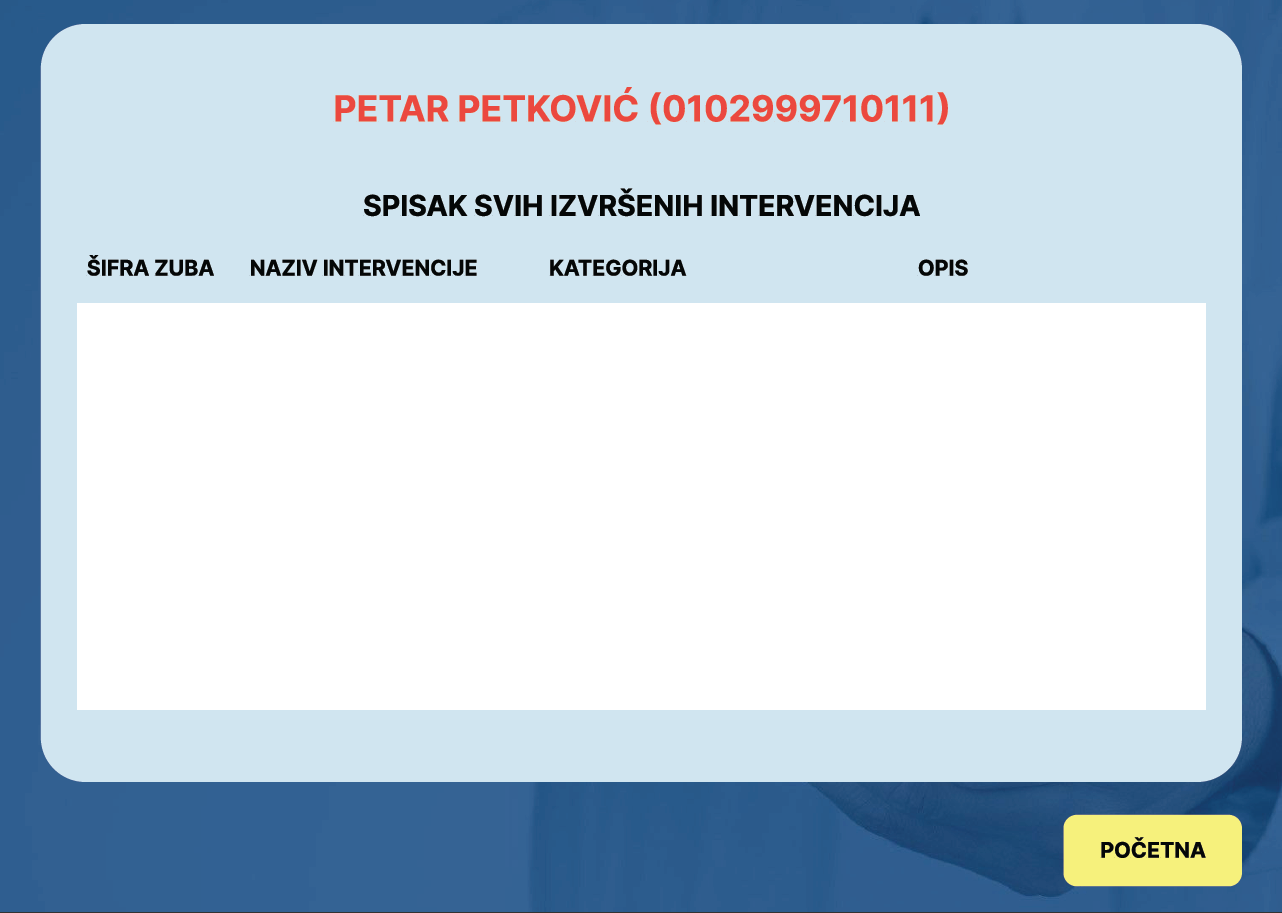 PETAR PETKOVIĆ (0102999710111)
SPISAK SVIH IZVRŠENIH INTERVENCIJA
ŠIFRA ZUBA NAZIV INTERVENCIJE KATEGORIJA OPIS
POČETNA